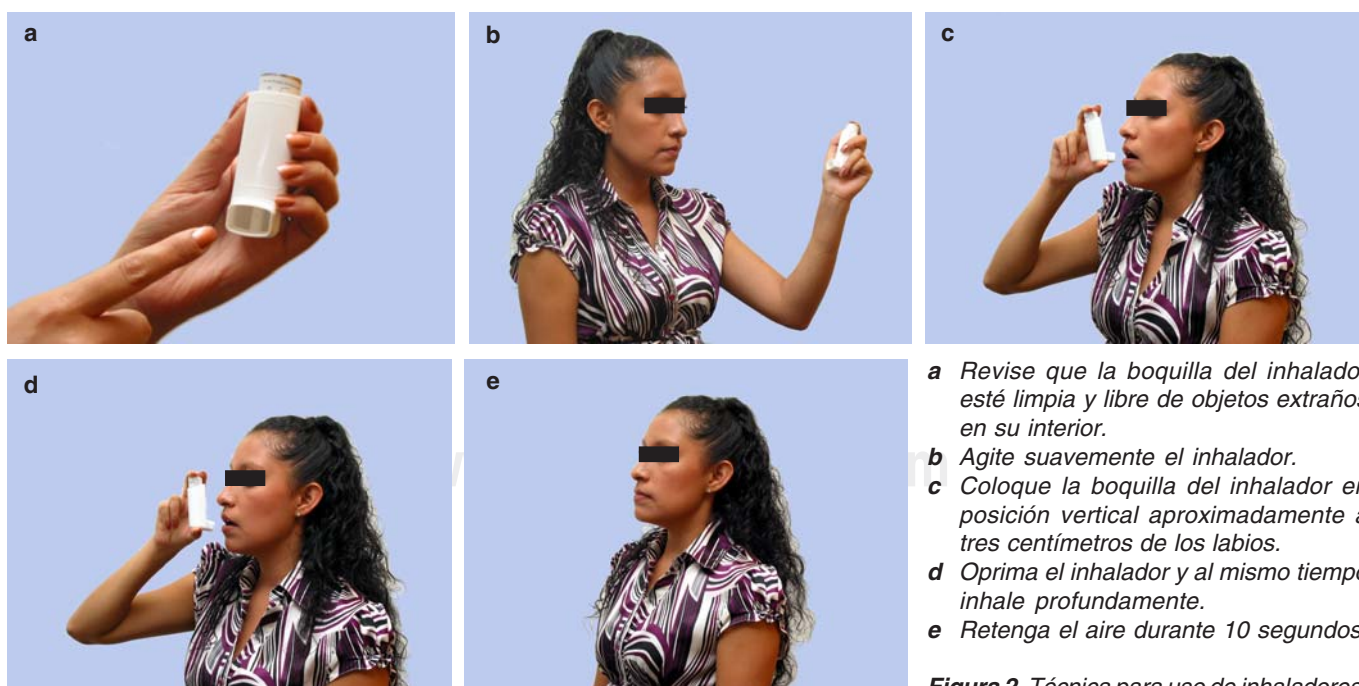 a
b
c
d
e
a Revise que la boquilla del inhalado
esté limpia y libre de objetos extraños
en su interior.
b Agite suavemente el inhalador.
c Coloque la boquilla del inhalador e
posición vertical aproximadamente a
tres centímetros de los labios.
d Oprima el inhalador y al mismo tiempo
inhale profundamente.
e Retenga el aire durante 10 segundos
Figura 2. Técnica para uso de inhaladores